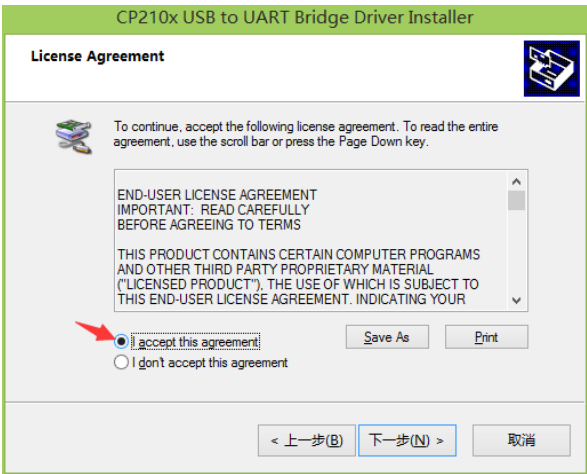 CP210x USB to UART Bridge Driver Installer
License Agreement
To continue, accept the following license agreement. To read the entire
agreement, use the scroll bar or press the Page Down key.
END-USER LICENSE AGREEMENT
IMPORTANT: READ CAREFULLY
BEFORE AGREEING TO TERMS
THIS PRODUCT CONTAINS CERTAIN COMPUTER PROGRAMS
AND OTHER THIRD PARTY PROPRIETARY MATERIAL
("LICENSED PRODUCT"), THE USE OF WHICH IS SUBJECT TO
THIS END-USER LICENSE AGREEMENT. INDICATING YOUR
I accept this agreement
Save As
Print
I don't accept this agreement
< 上一步(B)
下一步(N) >
取消